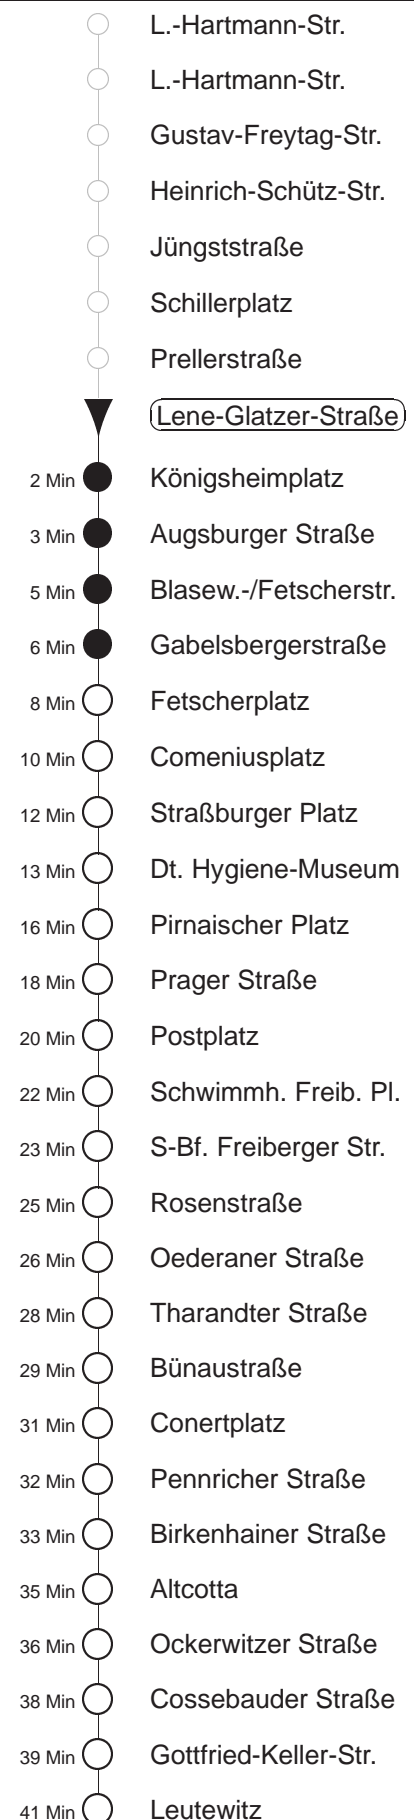 L.-Hartmann-Str.
L.-Hartmann-Str.
Gustav-Freytag-Str.
Heinrich-Schütz-Str.
Jüngststraße
Schillerplatz
Prellerstraße
Lene-Glatzer-Straße
2 Min Königsheimplatz
3 Min Augsburger Straße
5 Min Blasew.-/Fetscherstr.
6 Min Gabelsbergerstraße
8 Min Fetscherplatz
10 Min Comeniusplatz
12 Min Straßburger Platz
13 Min Dt. Hygiene-Museum
16 Min Pirnaischer Platz
18 Min Prager Straße
20 Min Postplatz
22 Min Schwimmh. Freib. Pl.
23 Min S-Bf. Freiberger Str.
25 Min Rosenstraße
26 Min Oederaner Straße
28 Min Tharandter Straße
29 Min Bünaustraße
31 Min Conertplatz
32 Min Pennricher Straße
33 Min Birkenhainer Straße
35 Min Altcotta
36 Min Ockerwitzer Straße
38 Min Cossebauder Straße
39 Min Gottfried-Keller-Str.
41 Min Leutewitz